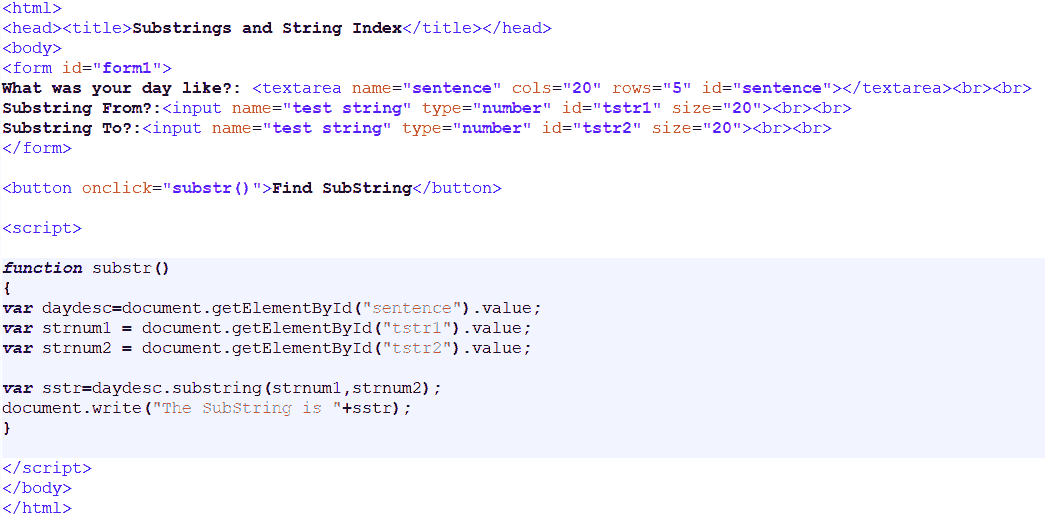 <html>
<head><title>Substrings and String Index</title></head>
<body>
<form id="form1">
What was your day like?: <textarea name="sentence" cols="20" rows="5" id="sentence"></textarea><br><br>
Substring From?:<input name="test string" type="number" id="tstr1" size="20"><br><br>
Substring To?:<input name="test string" type="number" id="tstr2" size="20"><br><br>
</form>
<button onclick="substr()">Find SubString</button>
<script>
function substr()
{
var daydesc=document.getElementById("sentence").value;
var strnum1 = document.getElementById("tstr1").value;
var strnum2 = document.getElementById("tstr2").value;
var sstr=daydesc.substring(strnum1,strnum2);
document.write("The SubString is "+sstr);
}
</script>
</body>
</html>